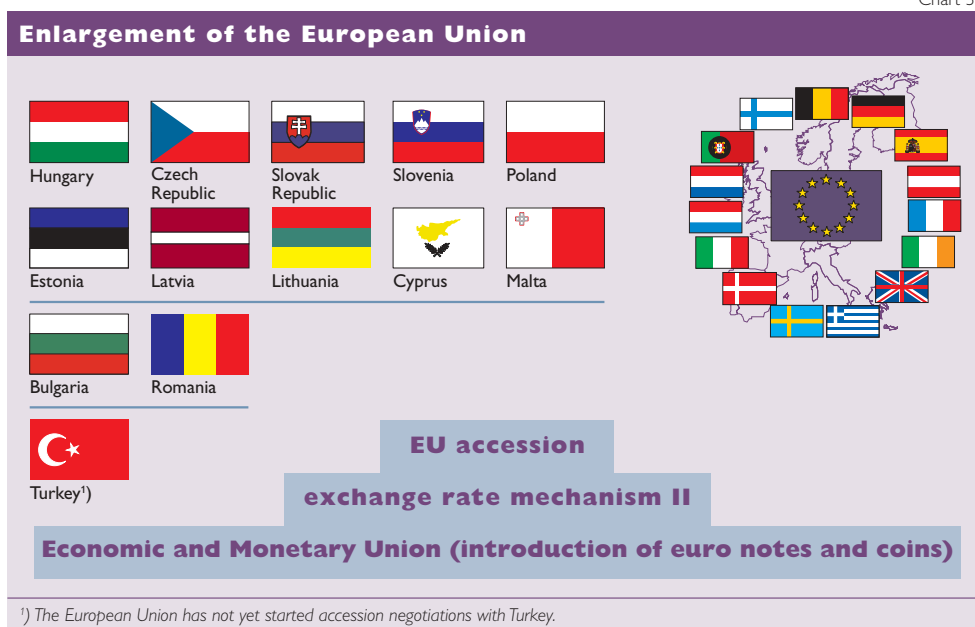 Enlargement of the European Union
Hungary
Czech
Republic
Slovak
Republic
Slovenia
Poland
Estonia
Latvia
Lithuania
Cyprus
Malta
Bulgaria
Romania
Turkey¹)
EU accession
exchange rate mechanism II
Economic and Monetary Union (introduction of euro notes and coins)
¹) The European Union has not yet started accession negotiations with Turkey.